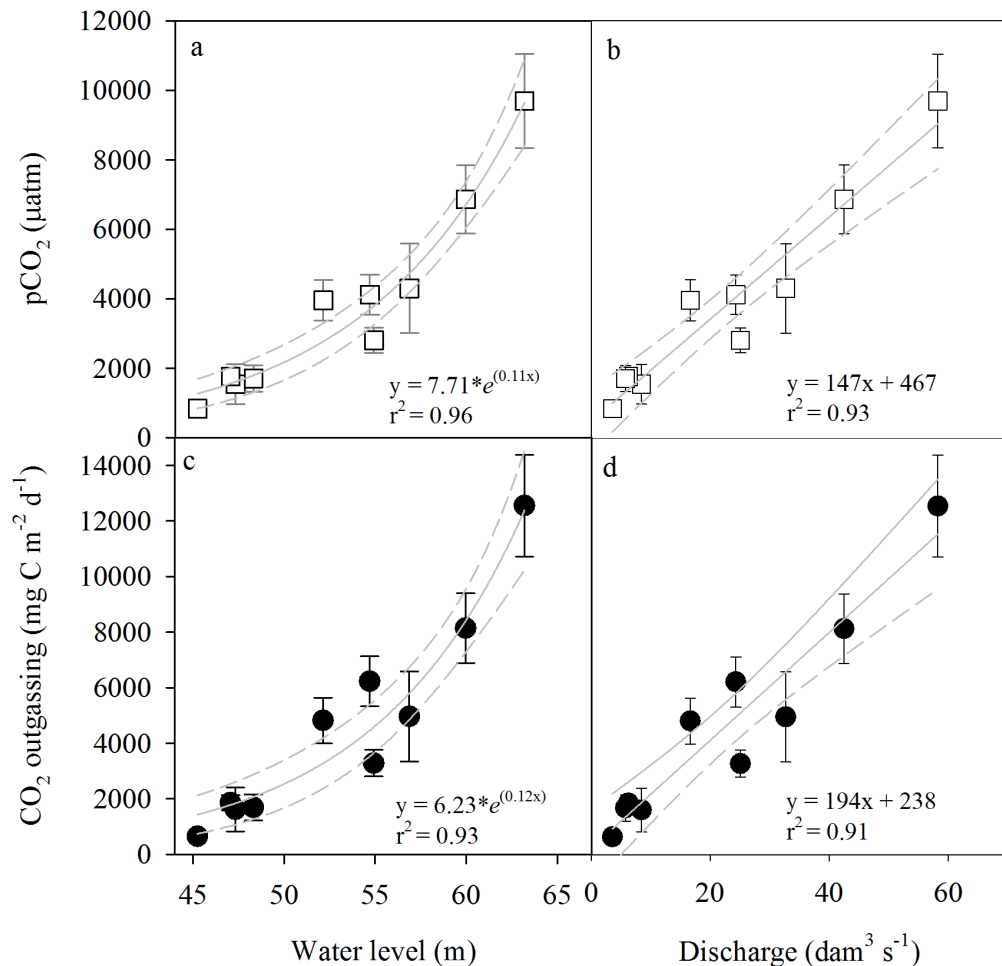 12000
10000
8000
6000
4000
2000
0
pCO₂ (µatm)
a
y = 7.71*e^(0.11x)
r² = 0.96
b
y = 147x + 467
r² = 0.93
14000
12000
10000
8000
6000
4000
2000
0
CO₂ outgassing (mg C m⁻² d⁻¹)
c
y = 6.23*e^(0.12x)
r² = 0.93
d
y = 194x + 238
r² = 0.91
45 50 55 60 65
0 20 40 60
Water level (m)
Discharge (dam³ s⁻¹)